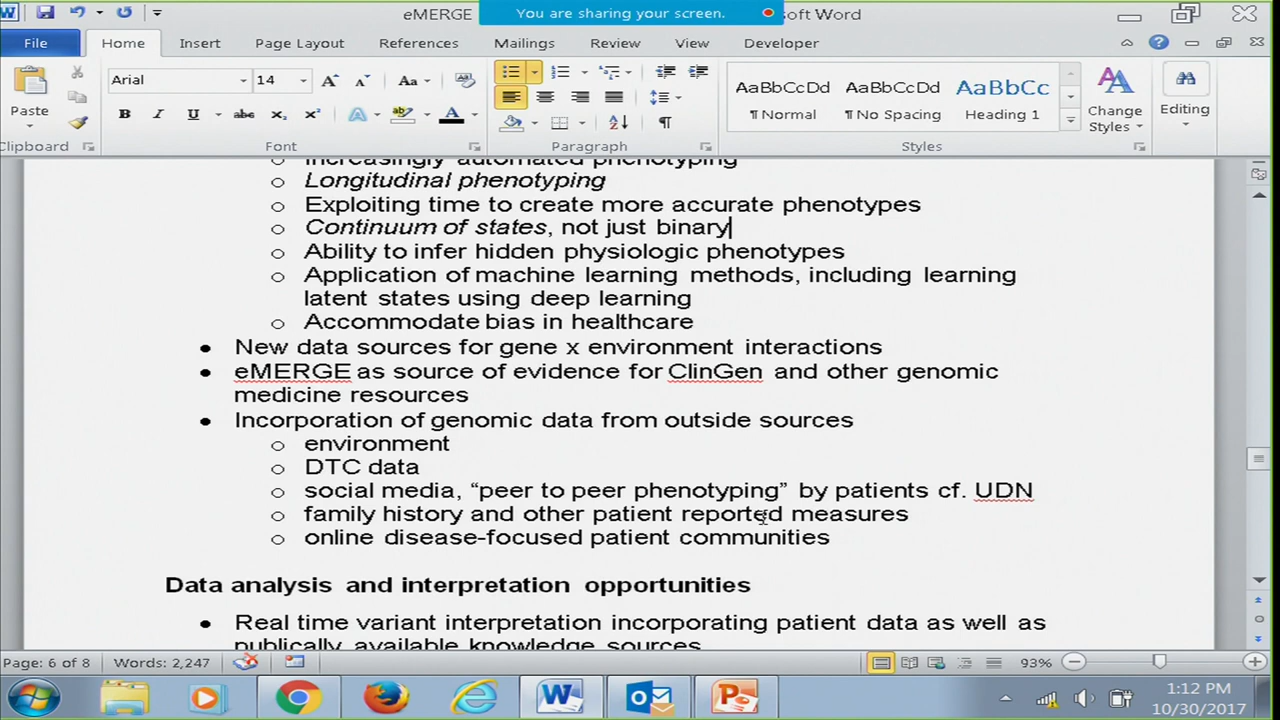 eMERGE
You are sharing your screen.
soft Word
File
Home
Insert
Page Layout
References
Mailings
Review
View
Developer
Paste
Clipboard
Arial
14
Font
Paragraph
AaBbCcDd
¶ Normal
AaBbCcDd
¶ No Spacing
AaBbCc
Heading 1
Change
Styles
Styles
Editing
Increasingly automated phenotyping
Longitudinal phenotyping
Exploiting time to create more accurate phenotypes
Continuum of states, not just binary
Ability to infer hidden physiologic phenotypes
Application of machine learning methods, including learning
latent states using deep learning
Accommodate bias in healthcare
New data sources for gene x environment interactions
eMERGE as source of evidence for ClinGen and other genomic
medicine resources
Incorporation of genomic data from outside sources
environment
DTC data
social media, “peer to peer phenotyping” by patients cf. UDN
family history and other patient reported measures
online disease-focused patient communities
Data analysis and interpretation opportunities
Real time variant interpretation incorporating patient data as well as
publically available knowledge sources
Page: 6 of 8
Words: 2,247
93%
1:12 PM
10/30/2017